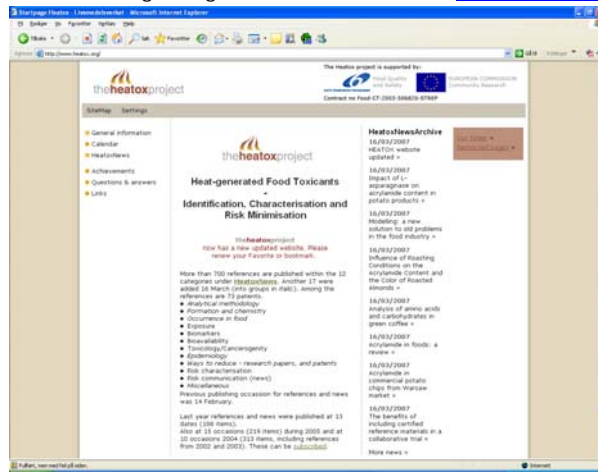 Startpage Heatox - Livsmedelsverket - Microsoft Internet Explorer
http://www.heatox.org/
The Heatox project is supported by:
theheatoxproject
Food Quality
and Safety
EUROPEAN COMMISSION
Community Research
Contract no Food-CT-2003-506820-STREP
SiteMap Settings
General information
Calendar
HeatoxNews
Achievements
Questions & answers
Links
theheatoxproject
Heat-generated Food Toxicants
-
Identification, Characterisation and
Risk Minimisation
theheatoxproject
now has a new updated website. Please
renew your Favorite or bookmark.
More than 700 references are published within the 12
categories under HeatoxNews. Another 17 were
added 16 March (into groups in italic). Among the
references are 73 patents.
Analytical methodology
Formation and chemistry
Occurrence in food
Exposure
Biomarkers
Bioavailability
Toxicology/Cancerogenity
Epidemiology
Ways to reduce - research papers, and patents
Risk characterisation
Risk communication (news)
Miscellaneous
Previous publishing occassion for references and news
was 14 February.
Last year references and news were published at 13
dates (188 items).
Also at 15 occasions (219 items) during 2005 and at
10 occasions 2004 (313 items, including references
from 2002 and 2003). These can be subscribed.
HeatoxNewsArchive
16/03/2007
HEATOX website
updated »
16/03/2007
Impact of L-
asparaginase on
acrylamide content in
potato products »
16/03/2007
Modeling: a new
solution to old problems
in the food industry »
16/03/2007
Influence of Roasting
Conditions on the
Acrylamide Content and
the Color of Roasted
Almonds »
16/03/2007
Analysis of amino acids
and carbohydrates in
green coffee »
16/03/2007
Acrylamide in foods: a
review »
16/03/2007
Acrylamide in
commercial potato
chips from Warsaw
market »
16/03/2007
The benefits of
including certified
reference materials in a
collaborative trial »
More news »
Internet